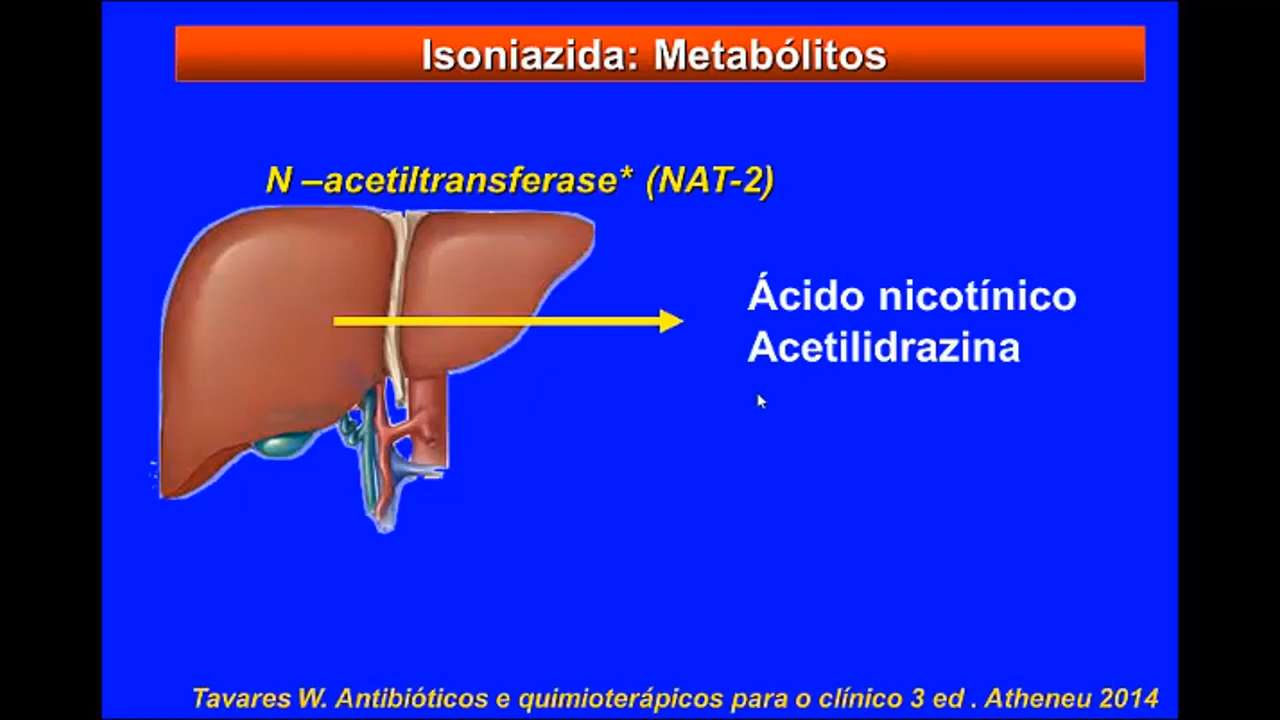 Isoniazida: Metabólitos
N –acetiltransferase* (NAT-2)
Ácido nicotínico
Acetilidrazina
Tavares W. Antibióticos e quimioterápicos para o clínico 3 ed . Atheneu 2014